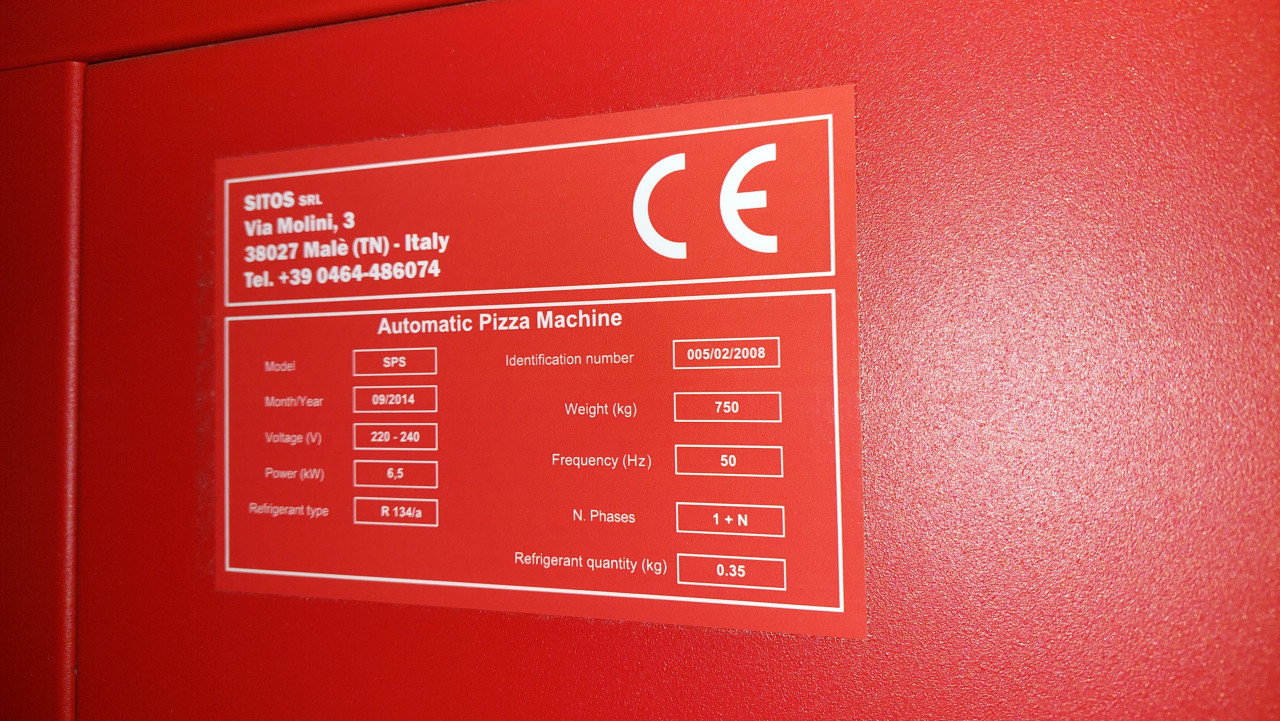 SITOS SRL
Via Molini, 3
38027 Malè (TN) - Italy
Tel. +39 0464-486074
CE
Automatic Pizza Machine
Model SPS
Identification number 005/02/2008
Month/Year 09/2014
Weight (kg) 750
Voltage (V) 220 - 240
Frequency (Hz) 50
Power (kW) 6,5
N. Phases 1 + N
Refrigerant type R 134/a
Refrigerant quantity (kg) 0.35